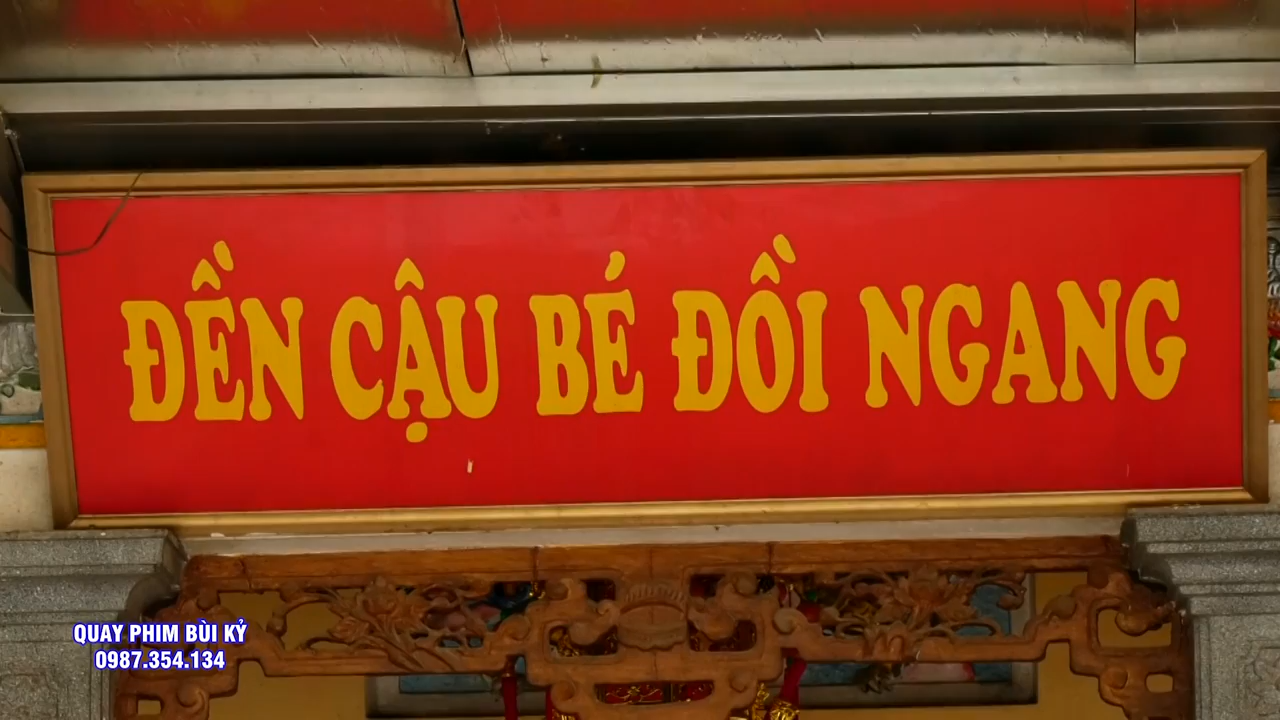 ĐỀN CẬU BÉ ĐỒI NGANG
QUAY PHIM BÙI KỶ
0987.354.134